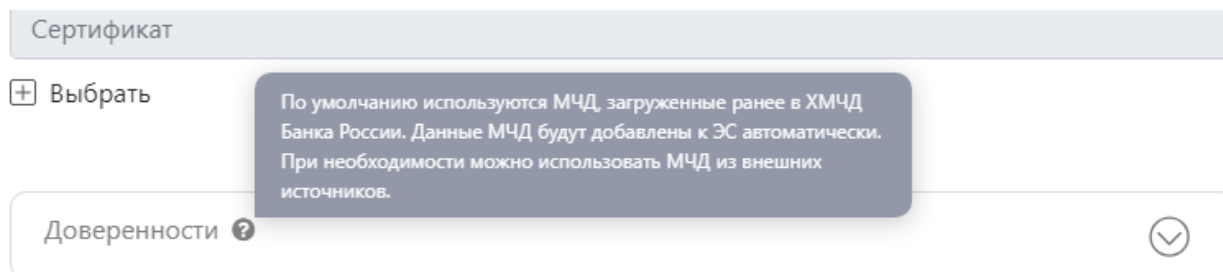 Сертификат
Выбрать
По умолчанию используются МЧД, загруженные ранее в ХМЧД
Банка России. Данные МЧД будут добавлены к ЭС автоматически.
При необходимости можно использовать МЧД из внешних
источников.
Доверенности